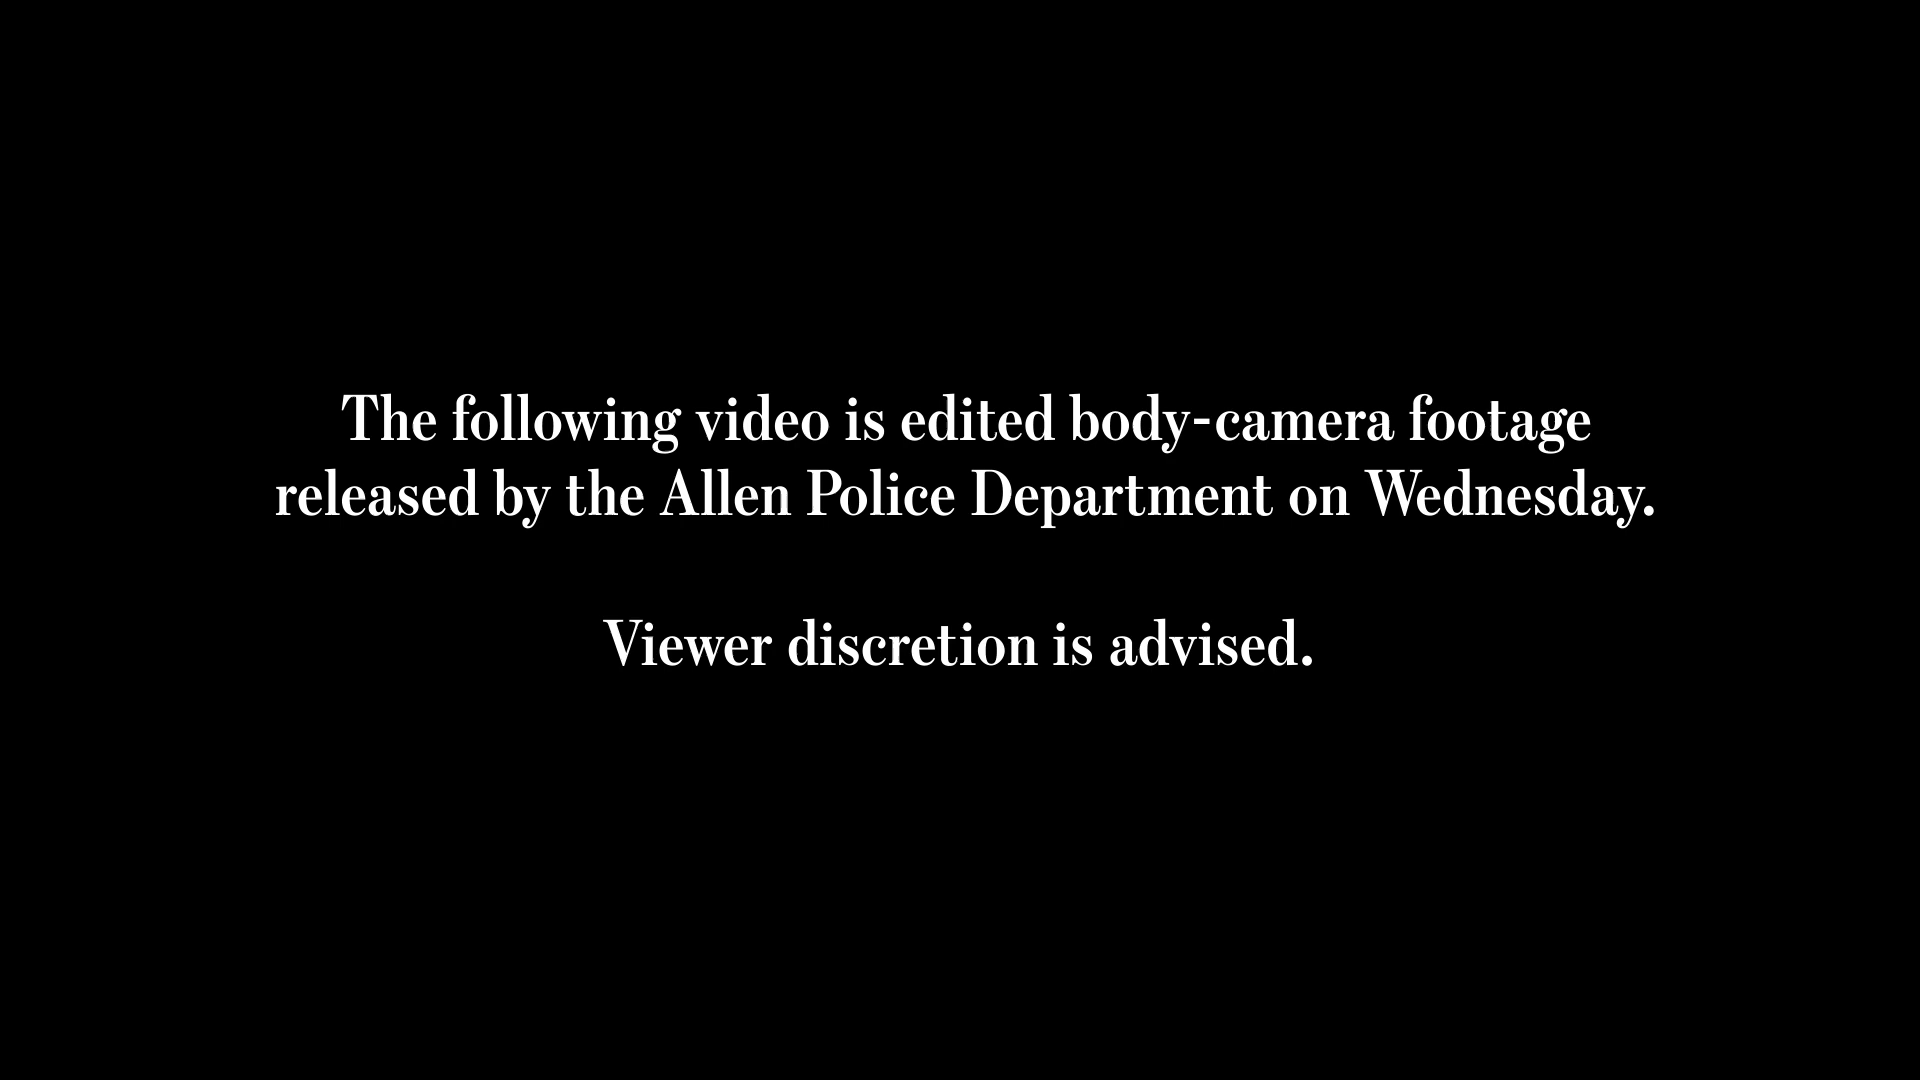 The following video is edited body-camera footage
released by the Allen Police Department on Wednesday.
Viewer discretion is advised.